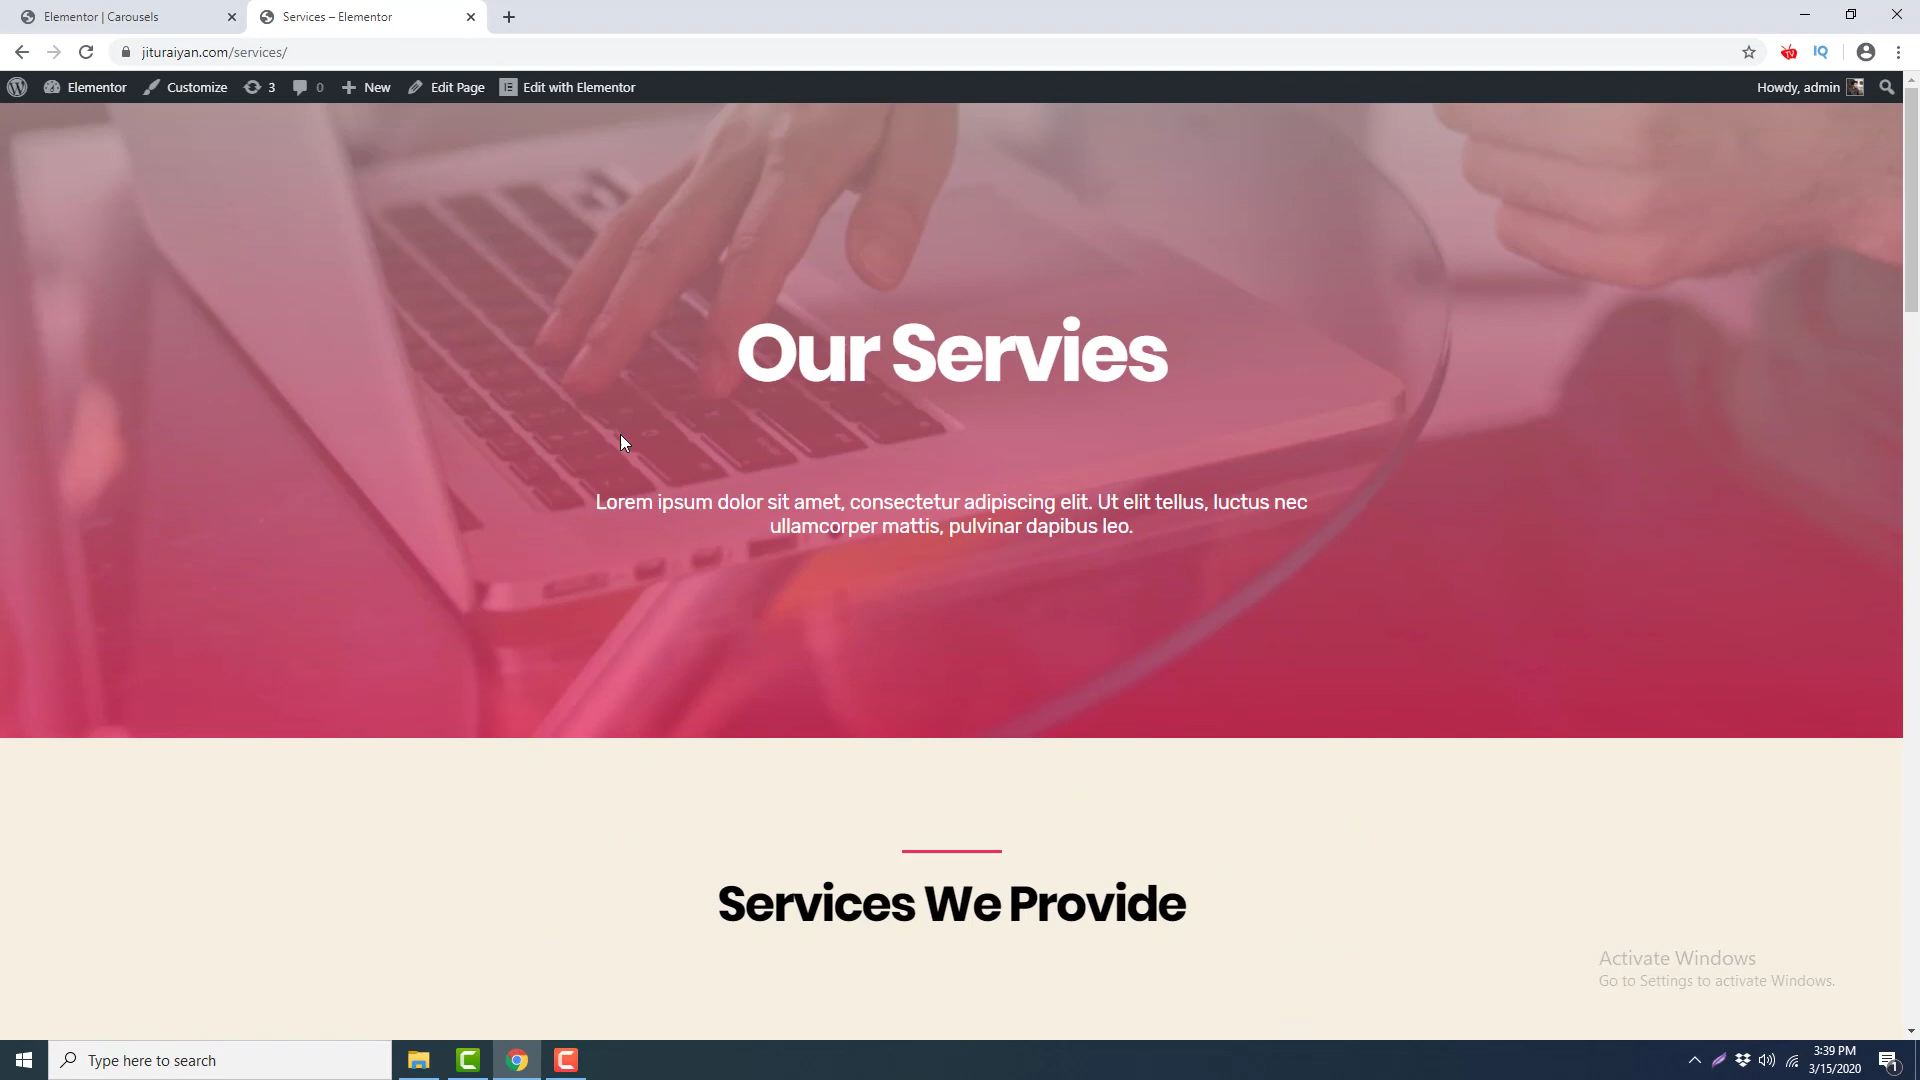 Elementor | Carousels
Services – Elementor
jituraiyan.com/services/
Elementor Customize 3 0 New Edit Page Edit with Elementor Howdy, admin
Our Servies
Lorem ipsum dolor sit amet, consectetur adipiscing elit. Ut elit tellus, luctus nec
ullamcorper mattis, pulvinar dapibus leo.
Services We Provide
Activate Windows
Go to Settings to activate Windows.
Type here to search
3:39 PM
3/15/2020
1